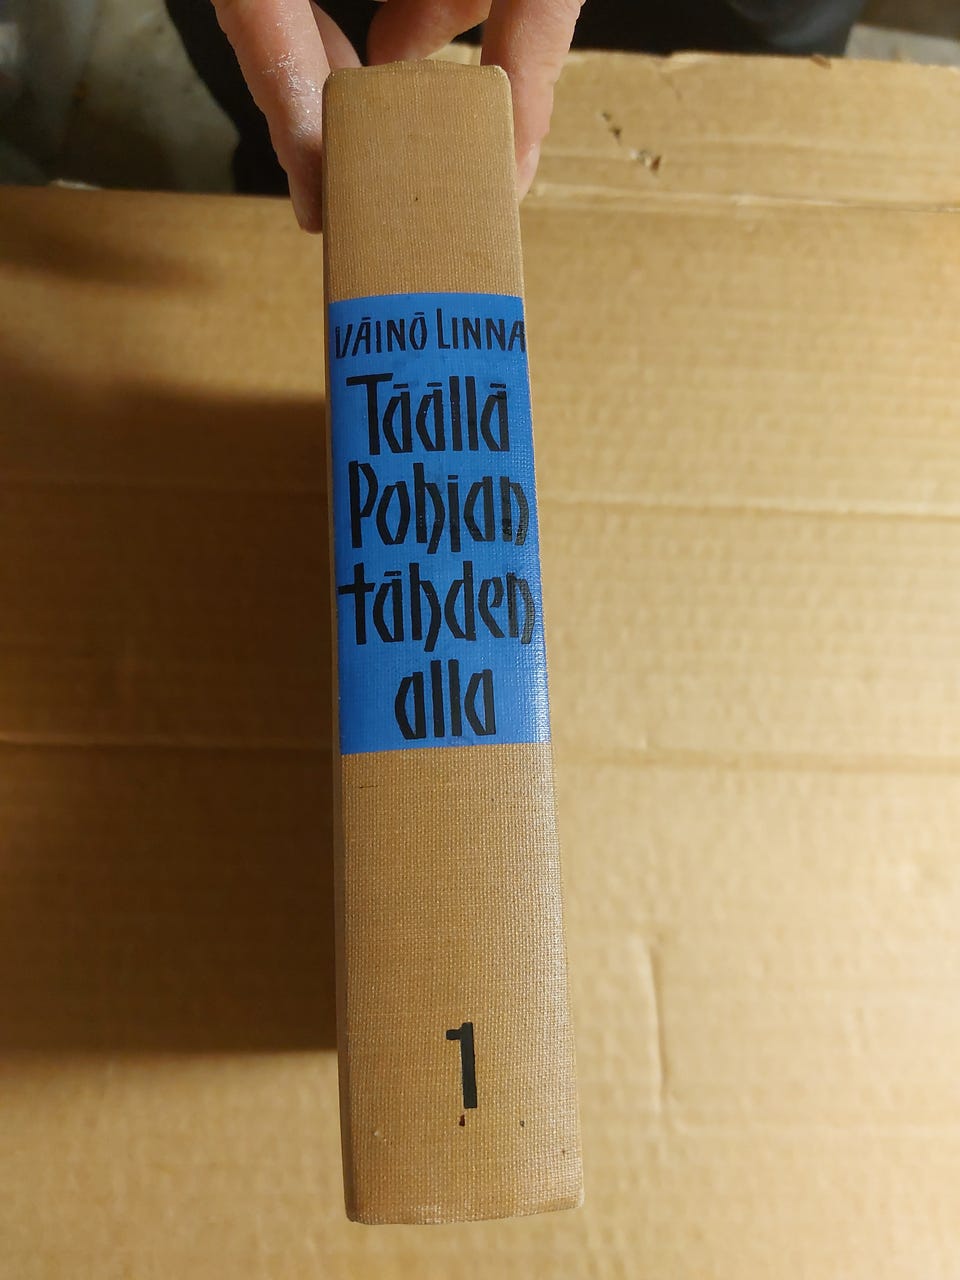 VÄINÖ LINNA
Täällä
Pohjan
tähden
alla
1